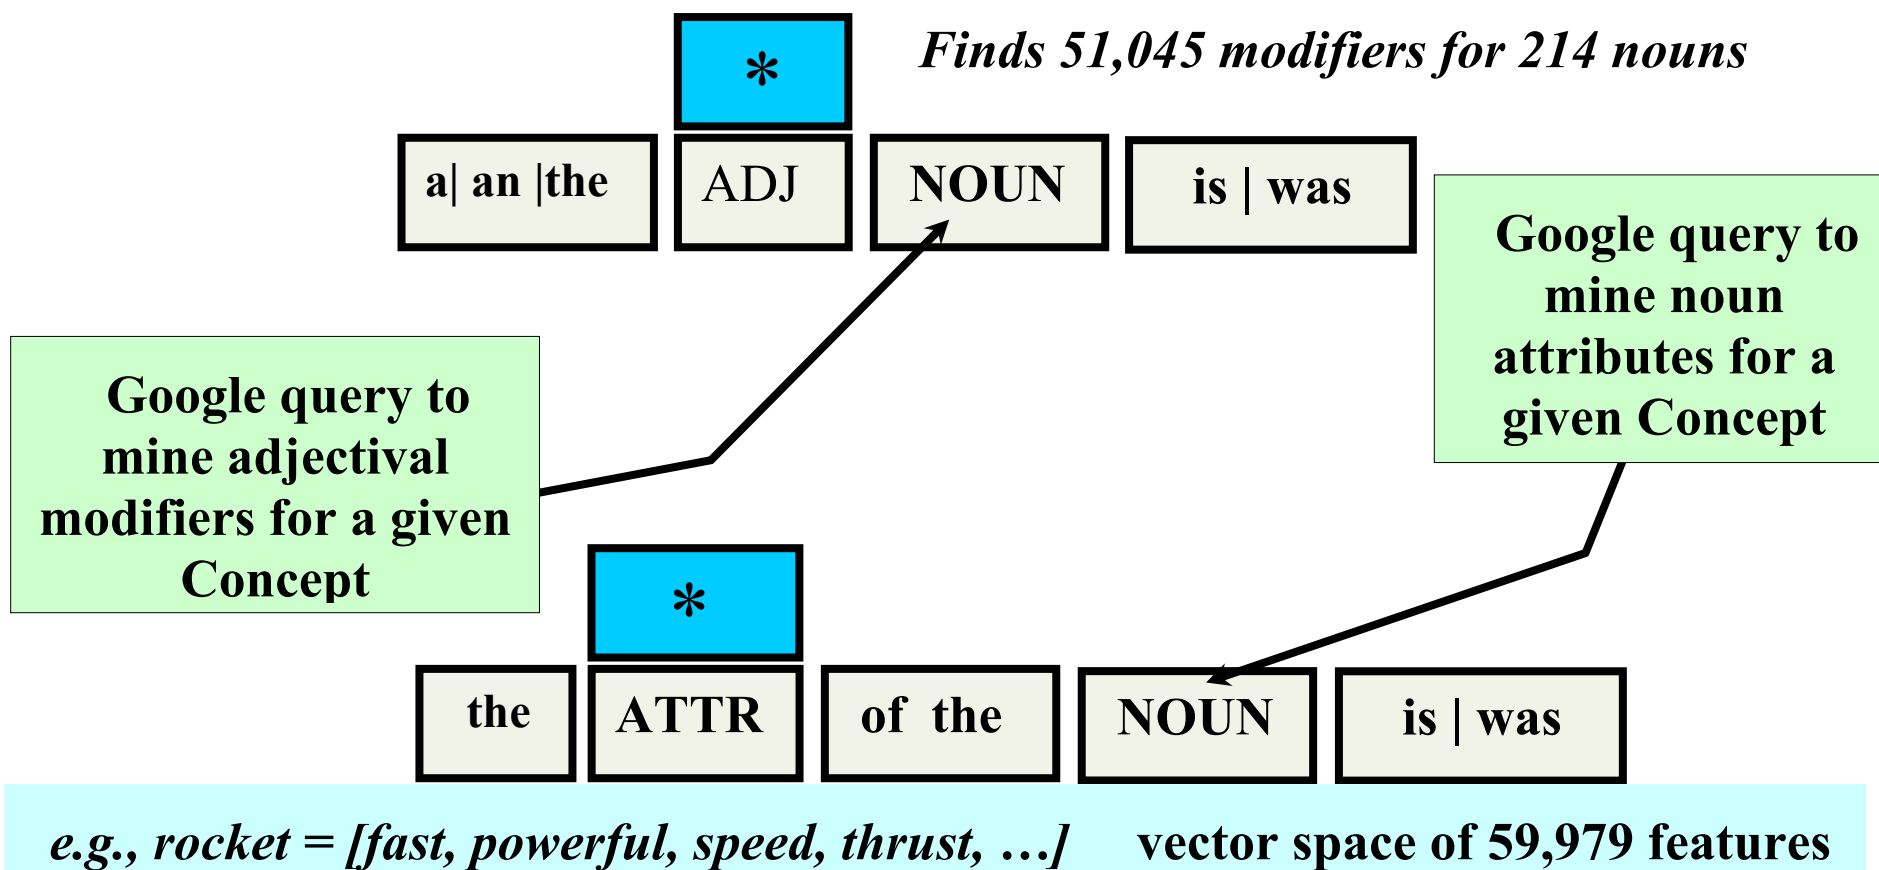 Finds 51,045 modifiers for 214 nouns
*
a| an |the ADJ NOUN is | was
Google query to
mine noun
attributes for a
given Concept
Google query to
mine adjectival
modifiers for a given
Concept
*
the ATTR of the NOUN is | was
e.g., rocket = [fast, powerful, speed, thrust, …] vector space of 59,979 features